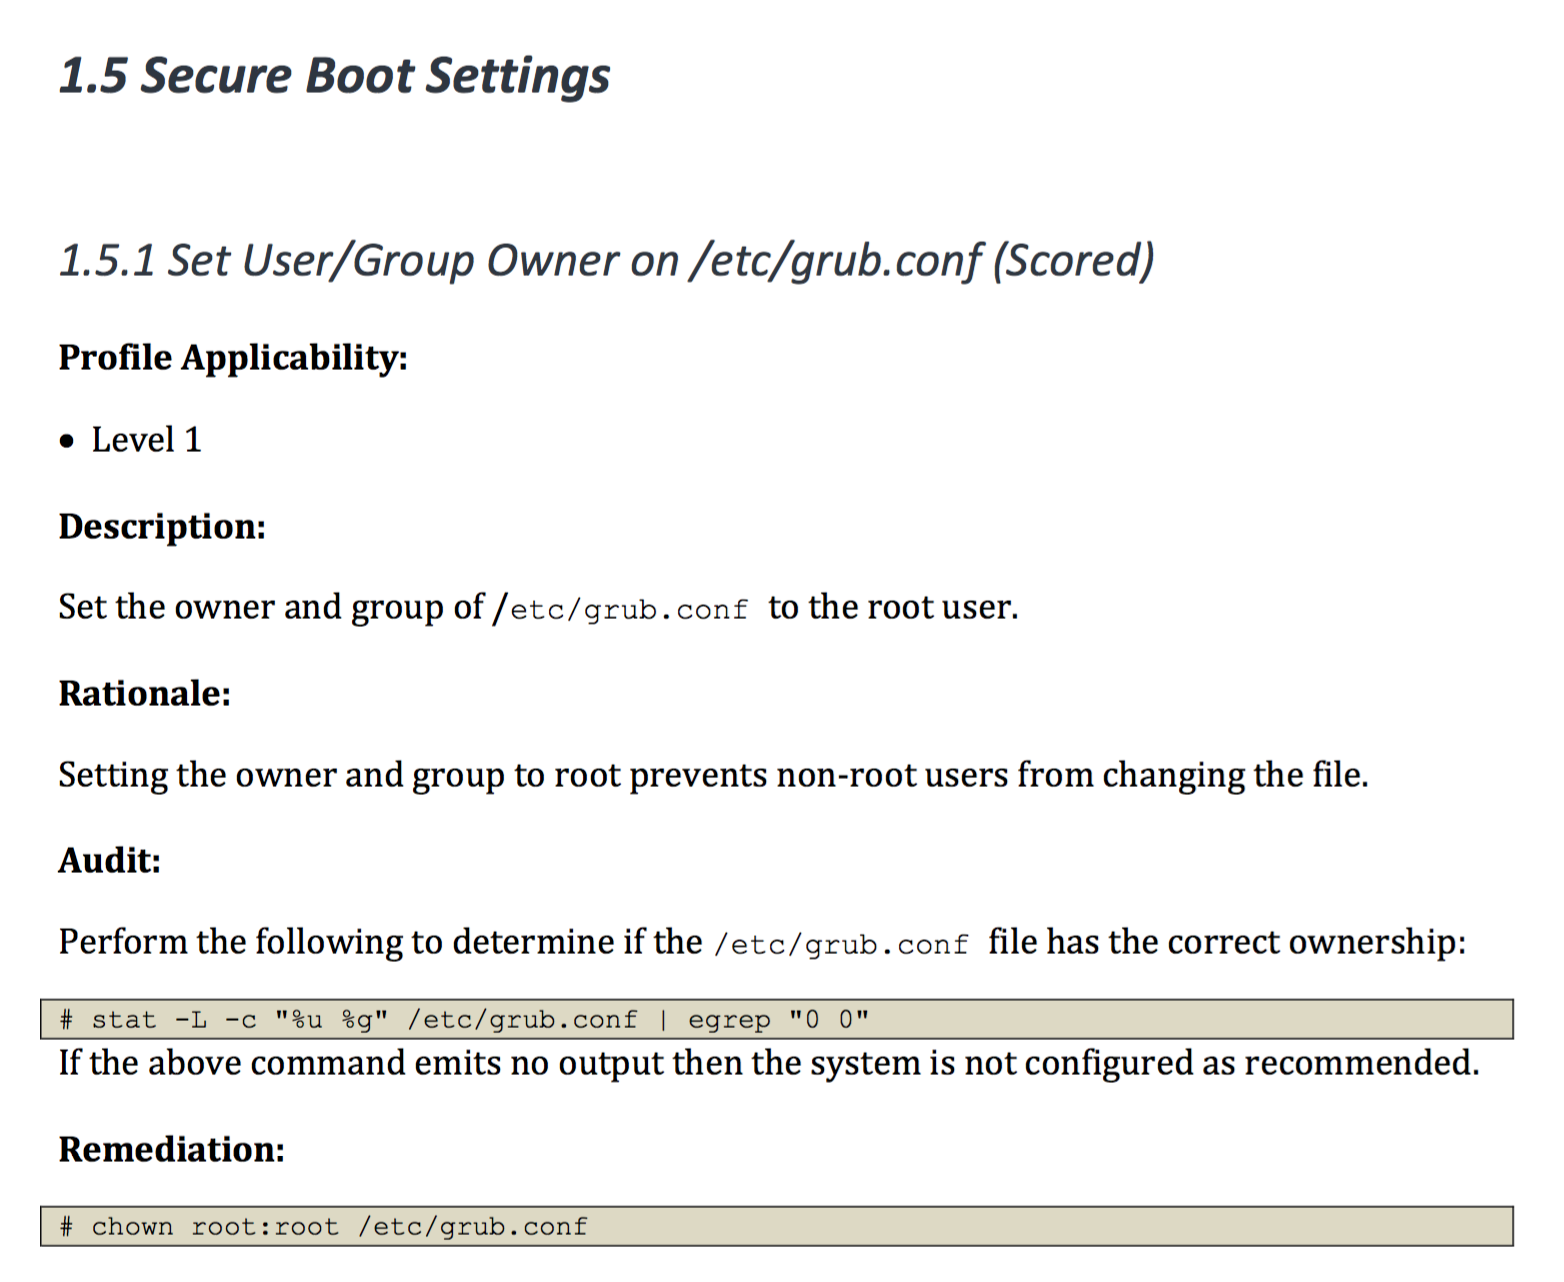 1.5 Secure Boot Settings
1.5.1 Set User/Group Owner on /etc/grub.conf (Scored)
Profile Applicability:
• Level 1
Description:
Set the owner and group of /etc/grub.conf to the root user.
Rationale:
Setting the owner and group to root prevents non-root users from changing the file.
Audit:
Perform the following to determine if the /etc/grub.conf file has the correct ownership:
# stat -L -c "%u %g" /etc/grub.conf | egrep "0 0"
If the above command emits no output then the system is not configured as recommended.
Remediation:
# chown root:root /etc/grub.conf